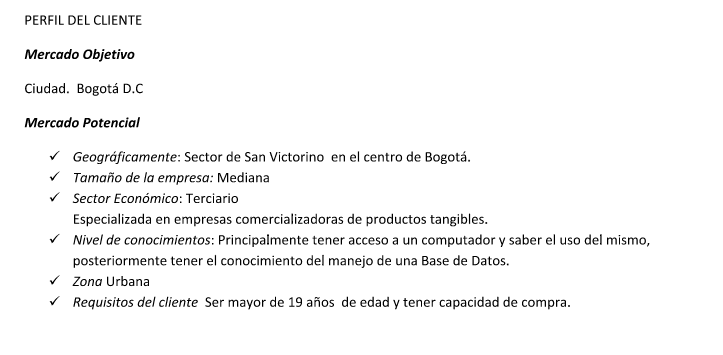 PERFIL DEL CLIENTE
Mercado Objetivo
Ciudad.  Bogotá D.C
Mercado Potencial
✓ Geográficamente: Sector de San Victorino  en el centro de Bogotá.
✓ Tamaño de la empresa: Mediana
✓ Sector Económico: Terciario
Especializada en empresas comercializadoras de productos tangibles.
✓ Nivel de conocimientos: Principalmente tener acceso a un computador y saber el uso del mismo,
posteriormente tener el conocimiento del manejo de una Base de Datos.
✓ Zona Urbana
✓ Requisitos del cliente  Ser mayor de 19 años  de edad y tener capacidad de compra.